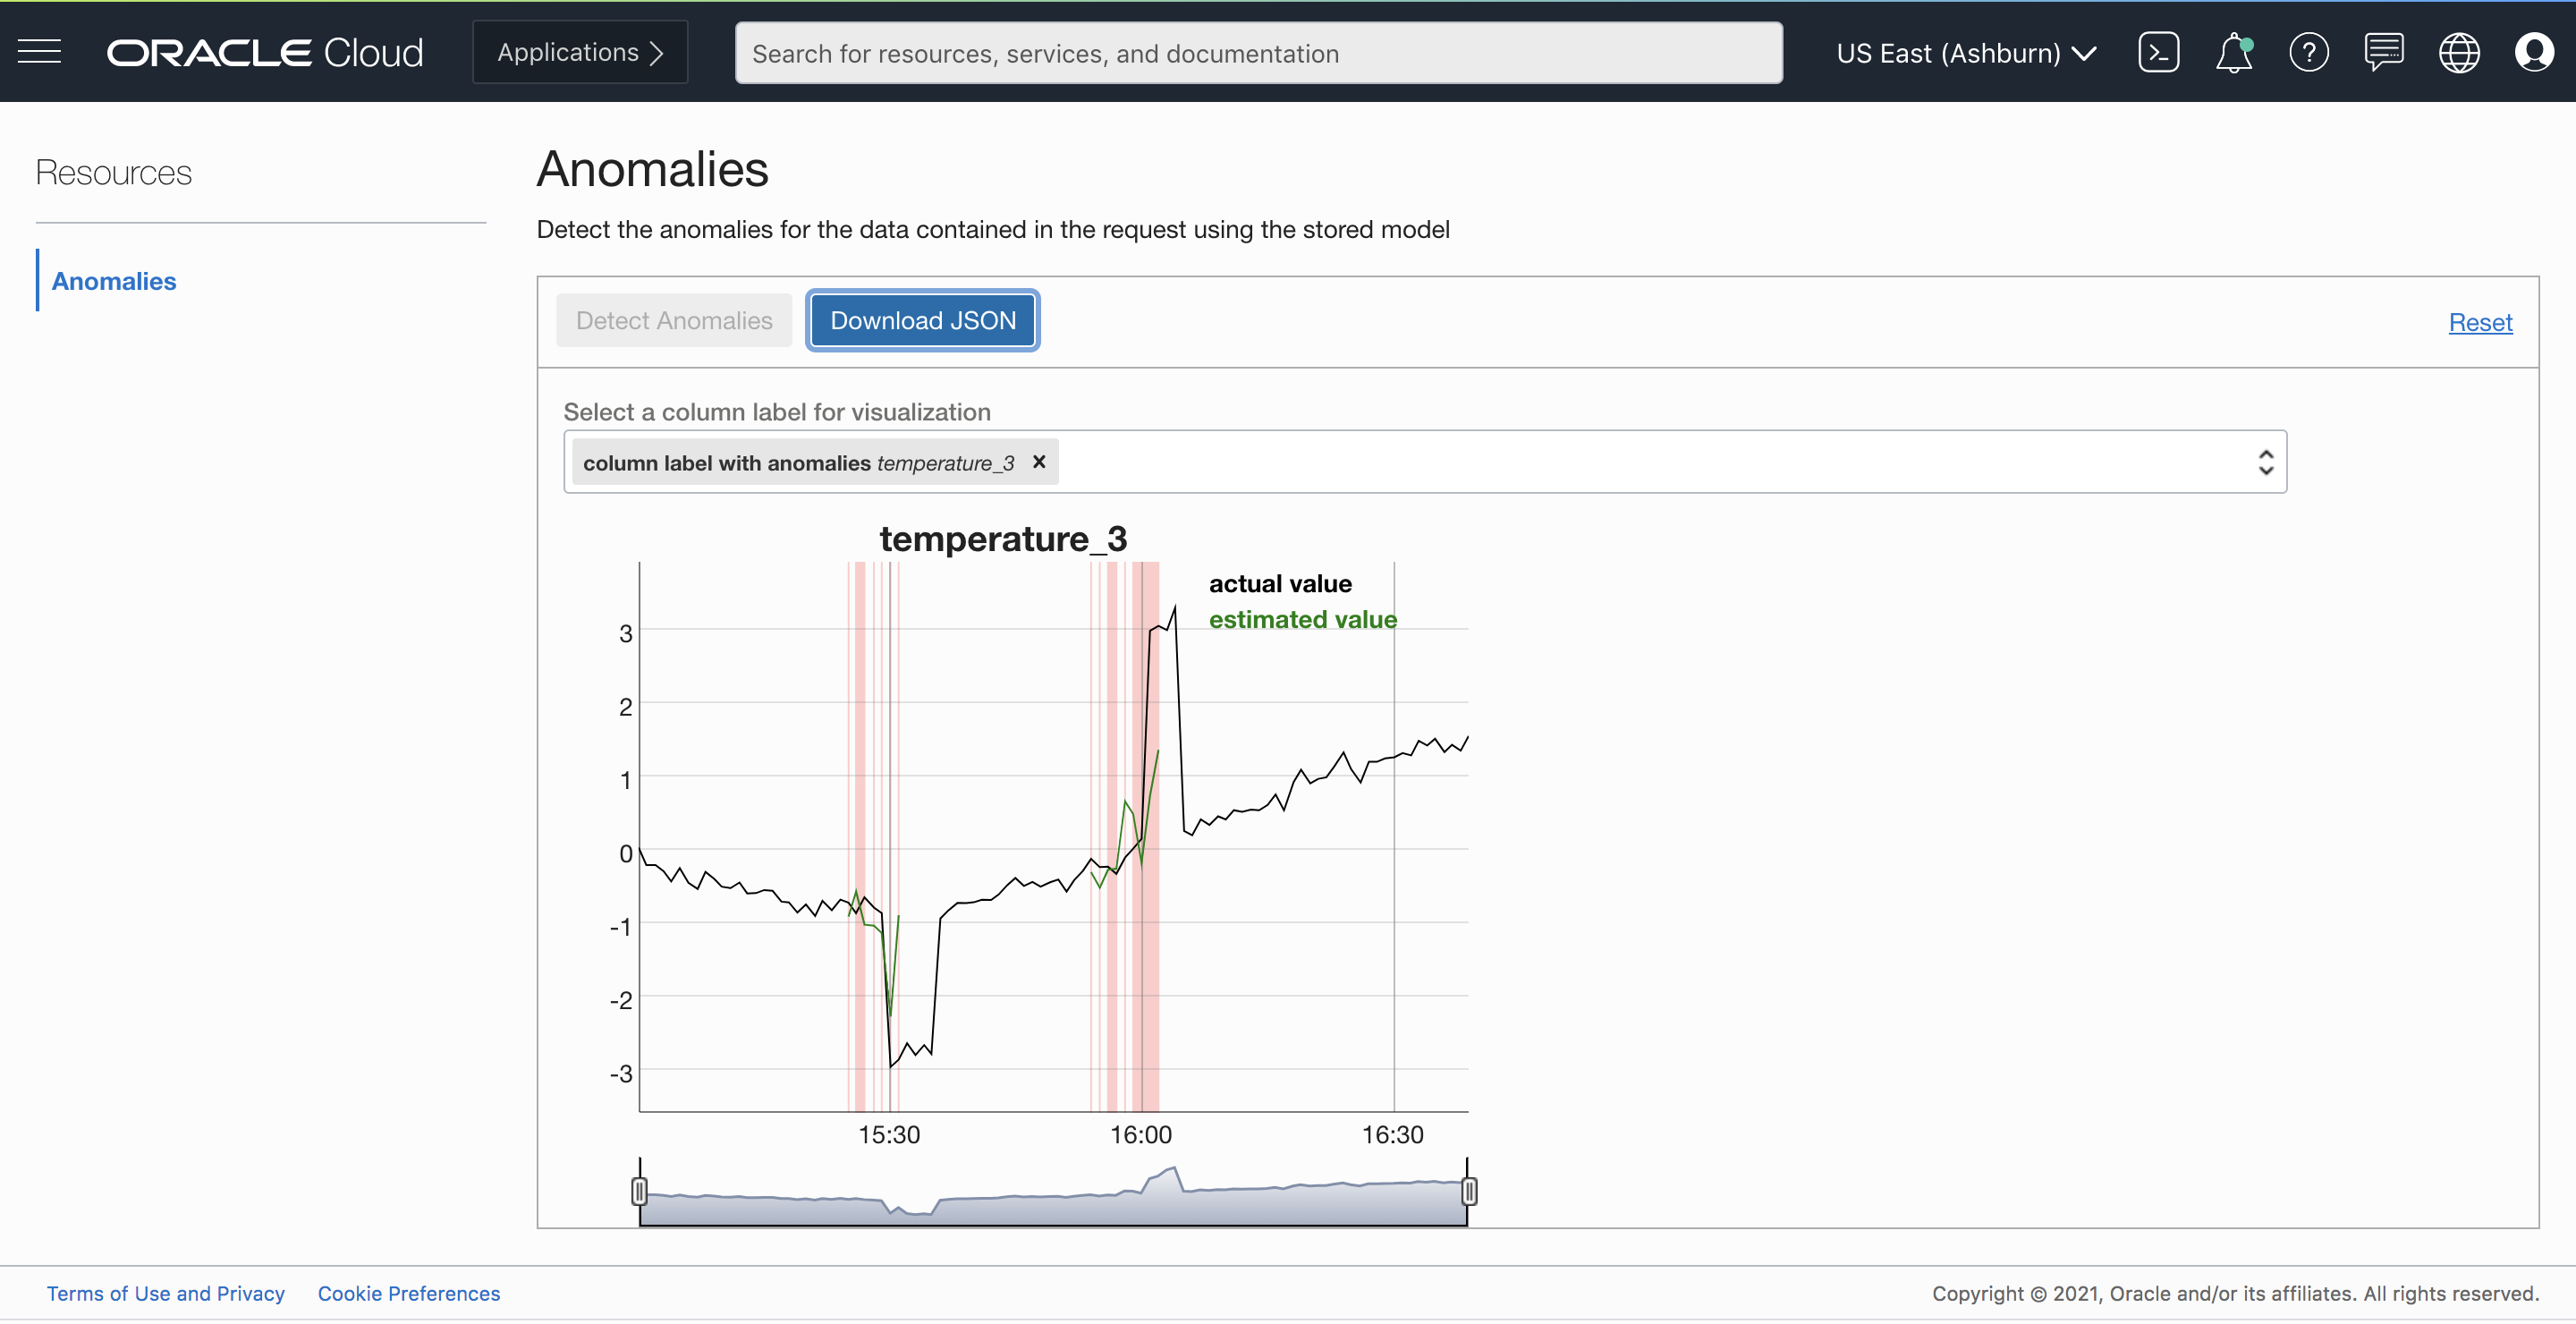 ORACLE Cloud
Applications
Search for resources, services, and documentation
US East (Ashburn)
Resources
Anomalies
Anomalies
Detect the anomalies for the data contained in the request using the stored model
Detect Anomalies
Download JSON
Reset
Select a column label for visualization
column label with anomalies temperature_3 ×
temperature_3
actual value
estimated value
3
2
1
0
-1
-2
-3
15:30
16:00
16:30
Terms of Use and Privacy
Cookie Preferences
Copyright © 2021, Oracle and/or its affiliates. All rights reserved.